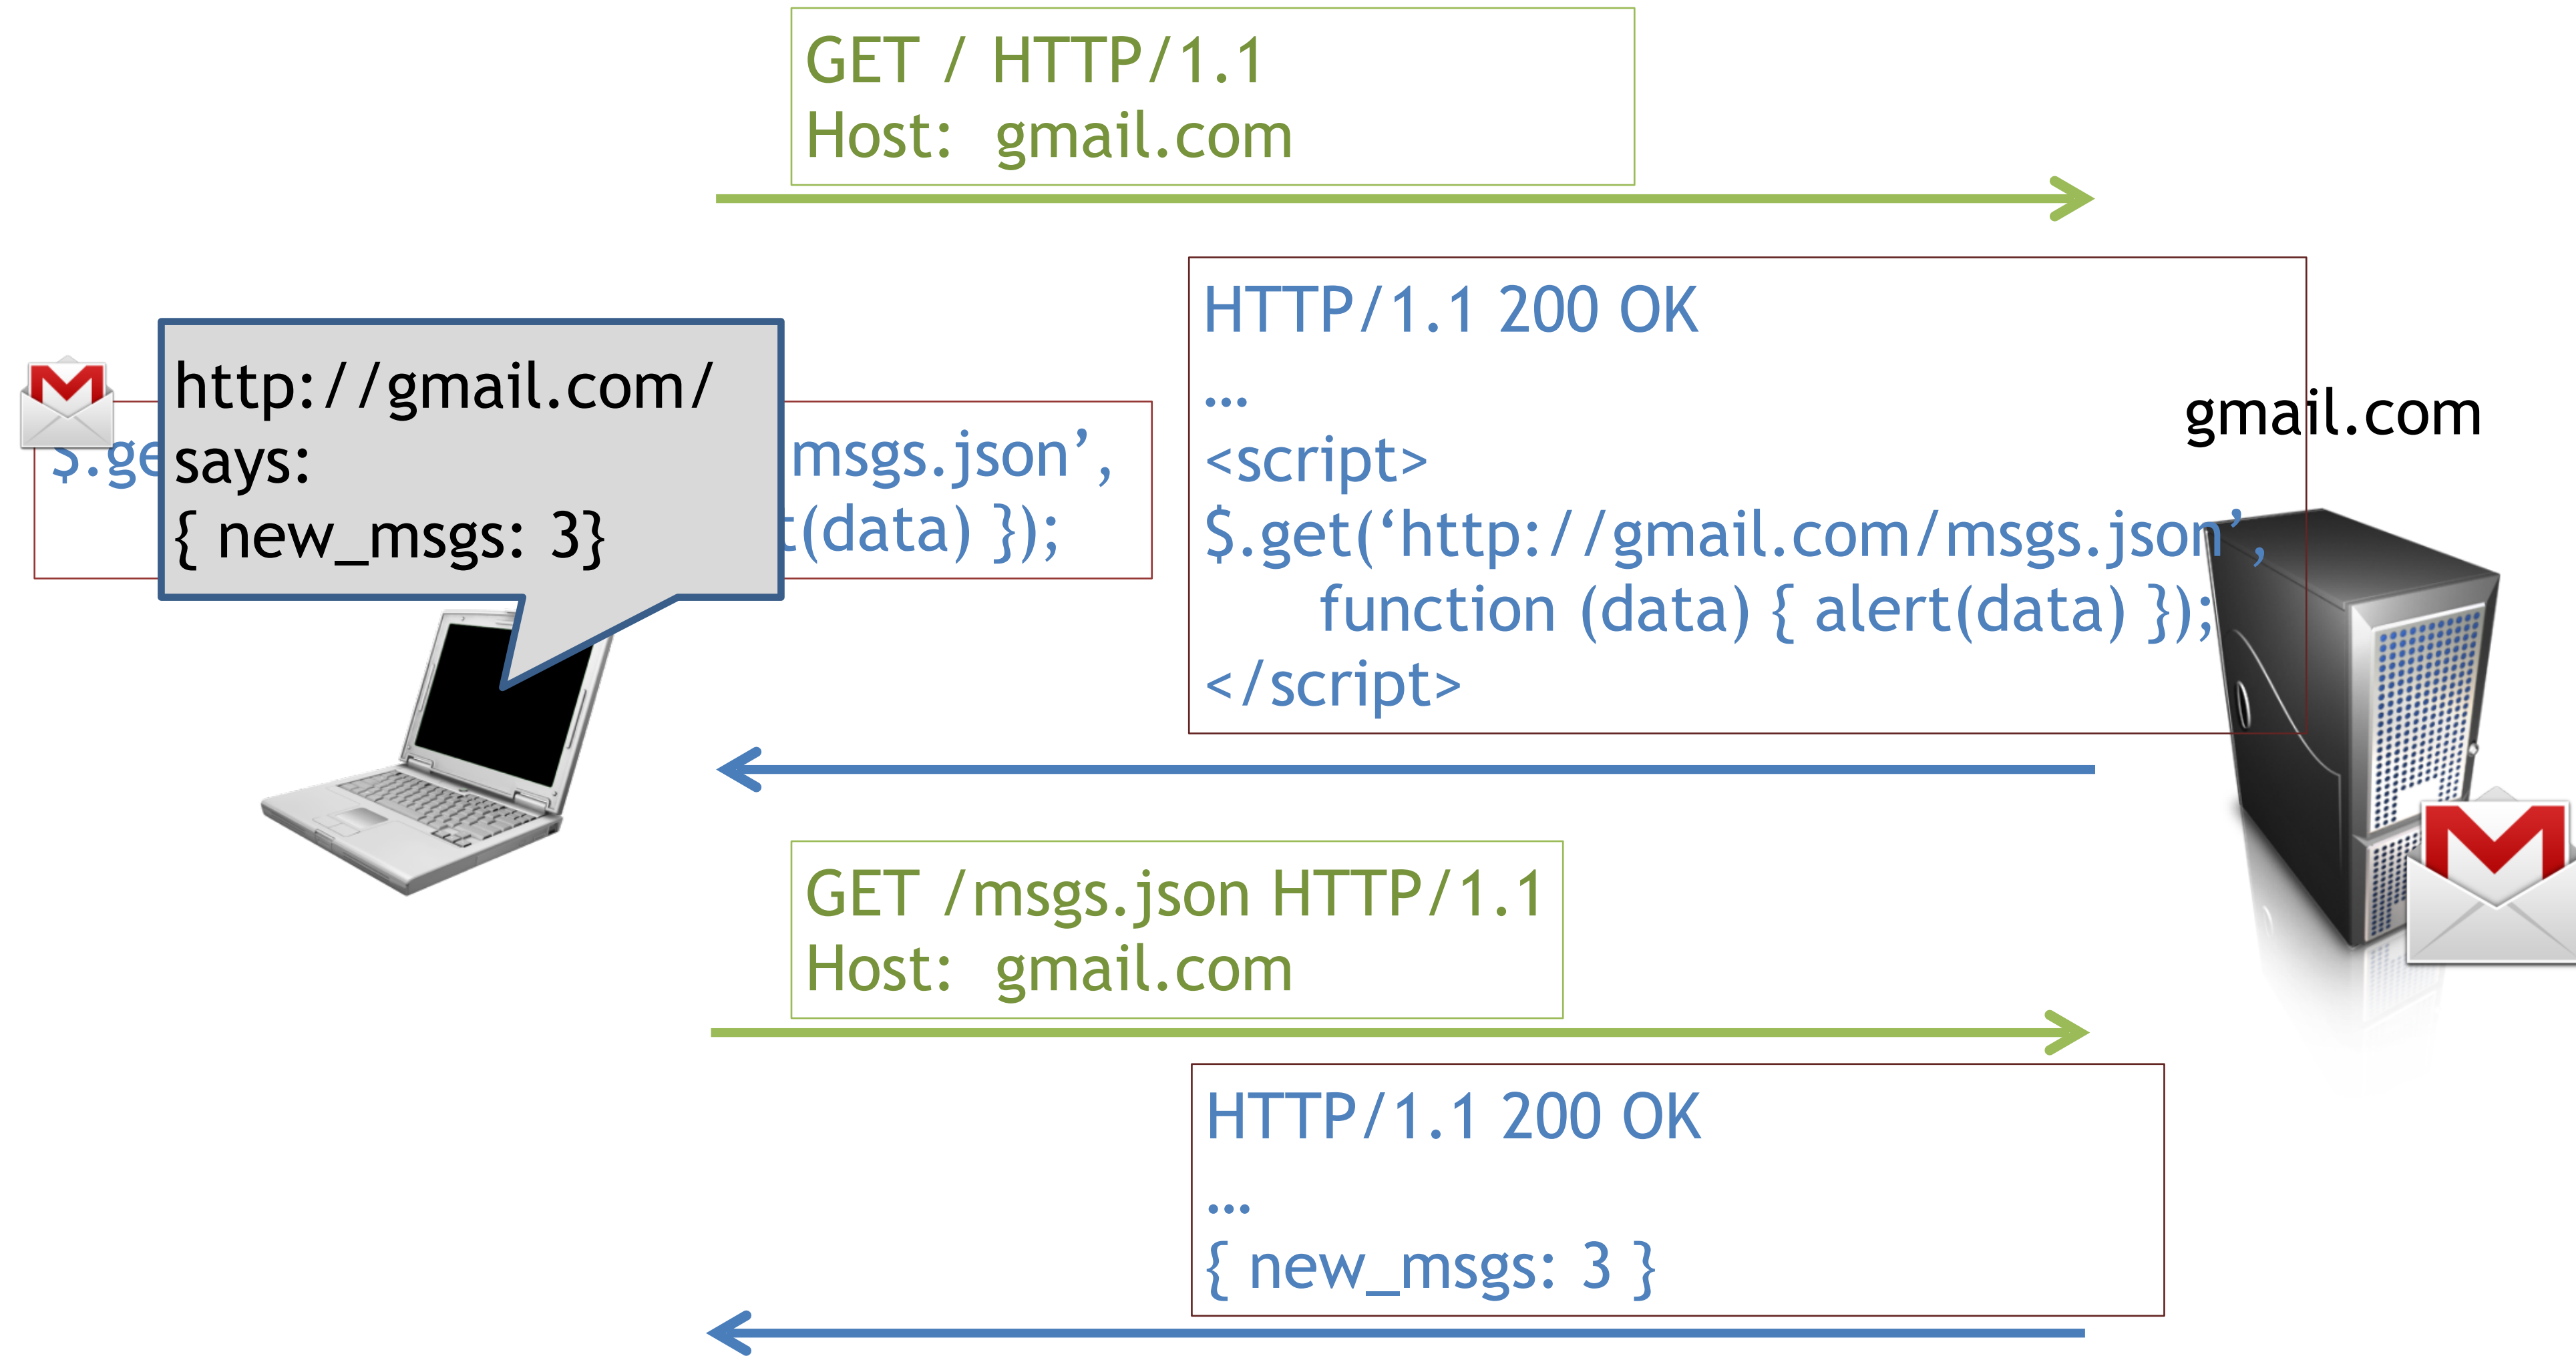 GET / HTTP/1.1
Host: gmail.com
http://gmail.com/
says:
{ new_msgs: 3}
$.ge
msgs.json’,
t(data) });
HTTP/1.1 200 OK
…
<script>
$.get(‘http://gmail.com/msgs.json’,
function (data) { alert(data) });
</script>
gmail.com
GET /msgs.json HTTP/1.1
Host: gmail.com
HTTP/1.1 200 OK
…
{ new_msgs: 3 }